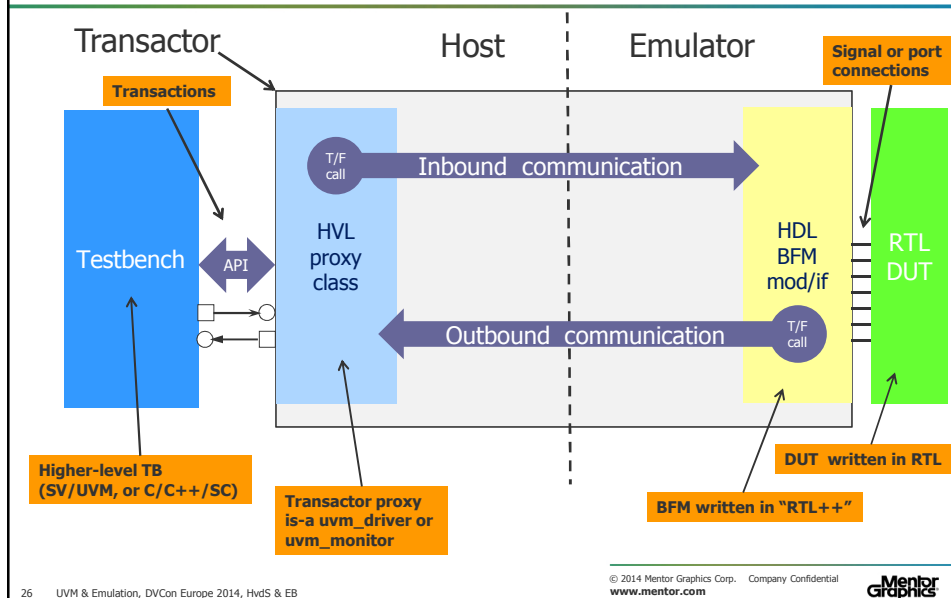 Transactor
Host
Emulator
Signal or port
connections
Transactions
T/F
call
Inbound communication
Testbench
API
HVL
proxy
class
HDL
BFM
mod/if
RTL
DUT
Outbound communication
T/F
call
Higher-level TB
(SV/UVM, or C/C++/SC)
Transactor proxy
is-a uvm_driver or
uvm_monitor
BFM written in “RTL++”
DUT written in RTL
26 UVM & Emulation, DVCon Europe 2014, HvdS & EB
© 2014 Mentor Graphics Corp. Company Confidential
www.mentor.com
Mentor
Graphics